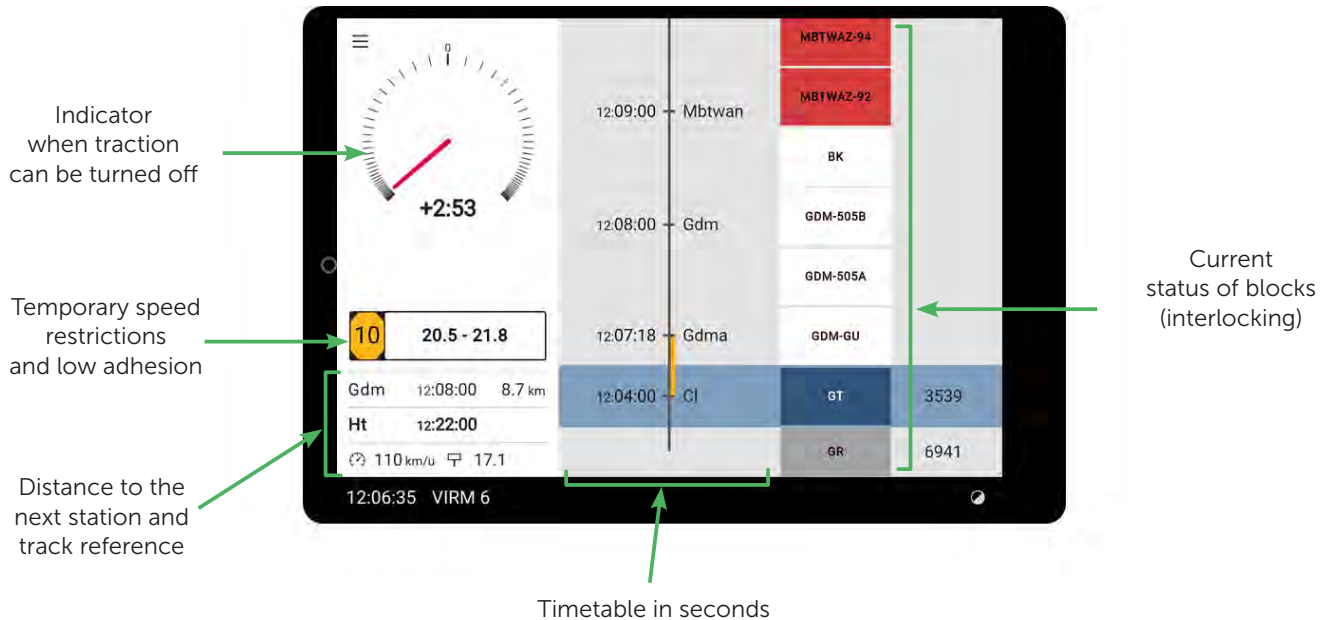 Indicator
when traction
can be turned off
Temporary speed
restrictions
and low adhesion
Distance to the
next station and
track reference
0
+2:53
10 20.5 - 21.8
Gdm 12:08:00 8.7 km
Ht 12:22:00
110 km/u 17.1
12:06:35 VIRM 6
12:09:00 Mbtwan
12:08:00 Gdm
12:07:18 Gdma
12:04:00 Cl
MBTWAZ-94
MBTWAZ-92
BK
GDM-505B
GDM-505A
GDM-GU
GT 3539
GR 6941
Current
status of blocks
(interlocking)
Timetable in seconds